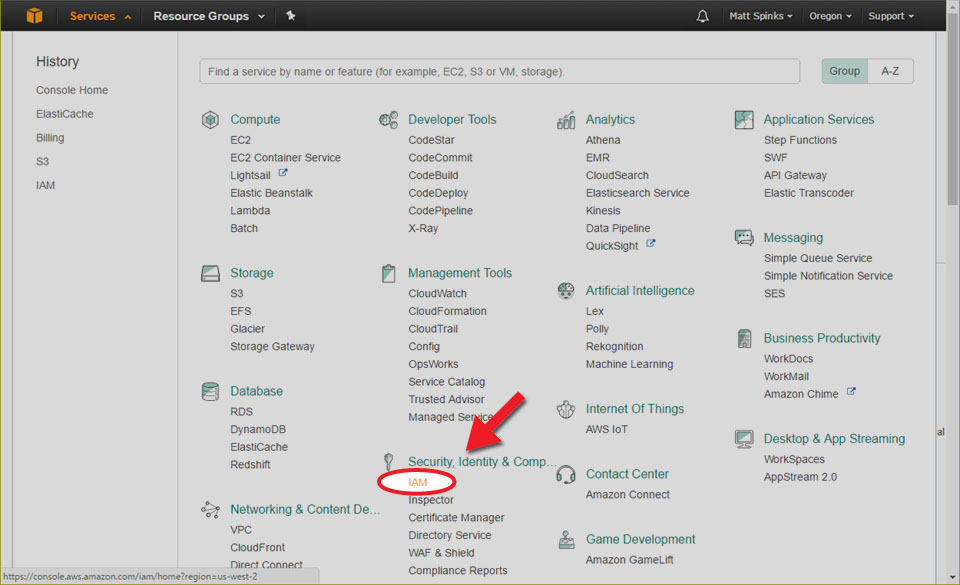 Services
Resource Groups
Matt Spinks
Oregon
Support
History
Console Home
ElastiCache
Billing
S3
IAM
Find a service by name or feature (for example, EC2, S3 or VM, storage).
Group
A-Z
Compute
EC2
EC2 Container Service
Lightsail
Elastic Beanstalk
Lambda
Batch
Storage
S3
EFS
Glacier
Storage Gateway
Database
RDS
DynamoDB
ElastiCache
Redshift
Networking & Content De...
VPC
CloudFront
Direct Connect
Developer Tools
CodeStar
CodeCommit
CodeBuild
CodeDeploy
CodePipeline
X-Ray
Management Tools
CloudWatch
CloudFormation
CloudTrail
Config
OpsWorks
Service Catalog
Trusted Advisor
Managed Service
Security, Identity & Comp...
IAM
Inspector
Certificate Manager
Directory Service
WAF & Shield
Compliance Reports
Analytics
Athena
EMR
CloudSearch
Elasticsearch Service
Kinesis
Data Pipeline
QuickSight
Artificial Intelligence
Lex
Polly
Rekognition
Machine Learning
Internet Of Things
AWS IoT
Contact Center
Amazon Connect
Game Development
Amazon GameLift
Application Services
Step Functions
SWF
API Gateway
Elastic Transcoder
Messaging
Simple Queue Service
Simple Notification Service
SES
Business Productivity
WorkDocs
WorkMail
Amazon Chime
Desktop & App Streaming
WorkSpaces
AppStream 2.0
al
https://console.aws.amazon.com/iam/home?region=us-west-2